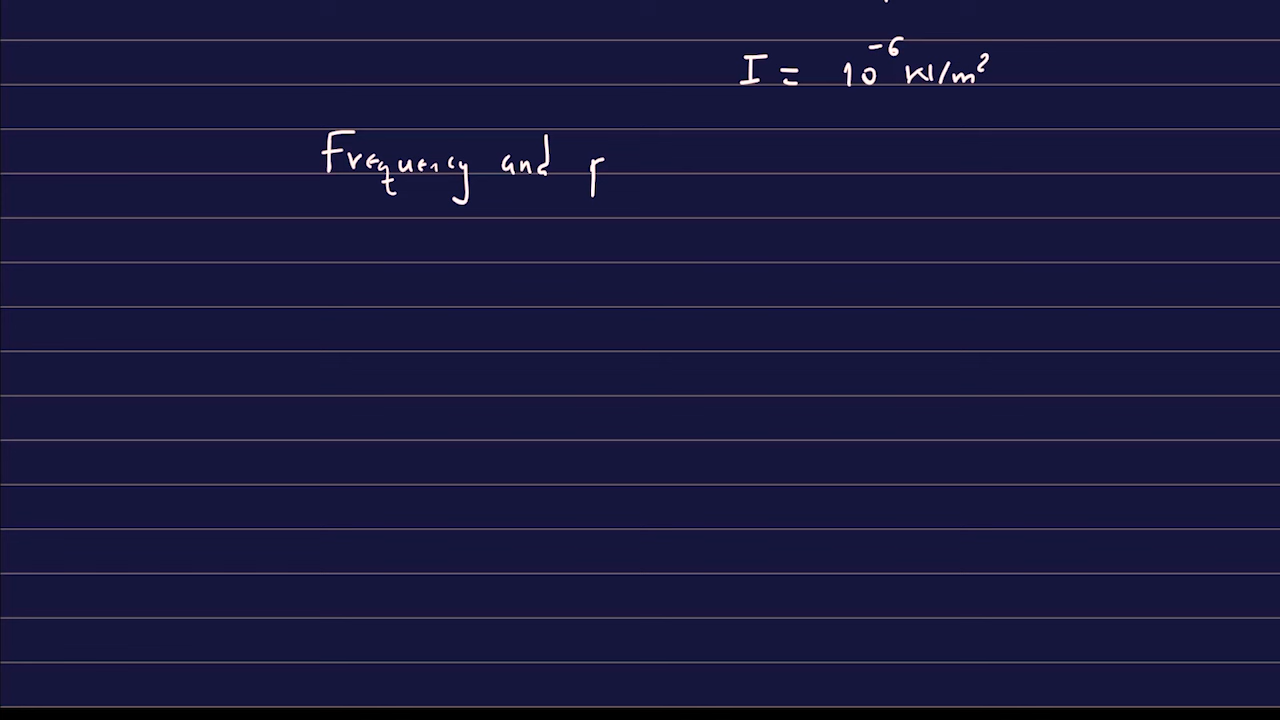 I = 10⁻⁶ W/m²
Frequency and p